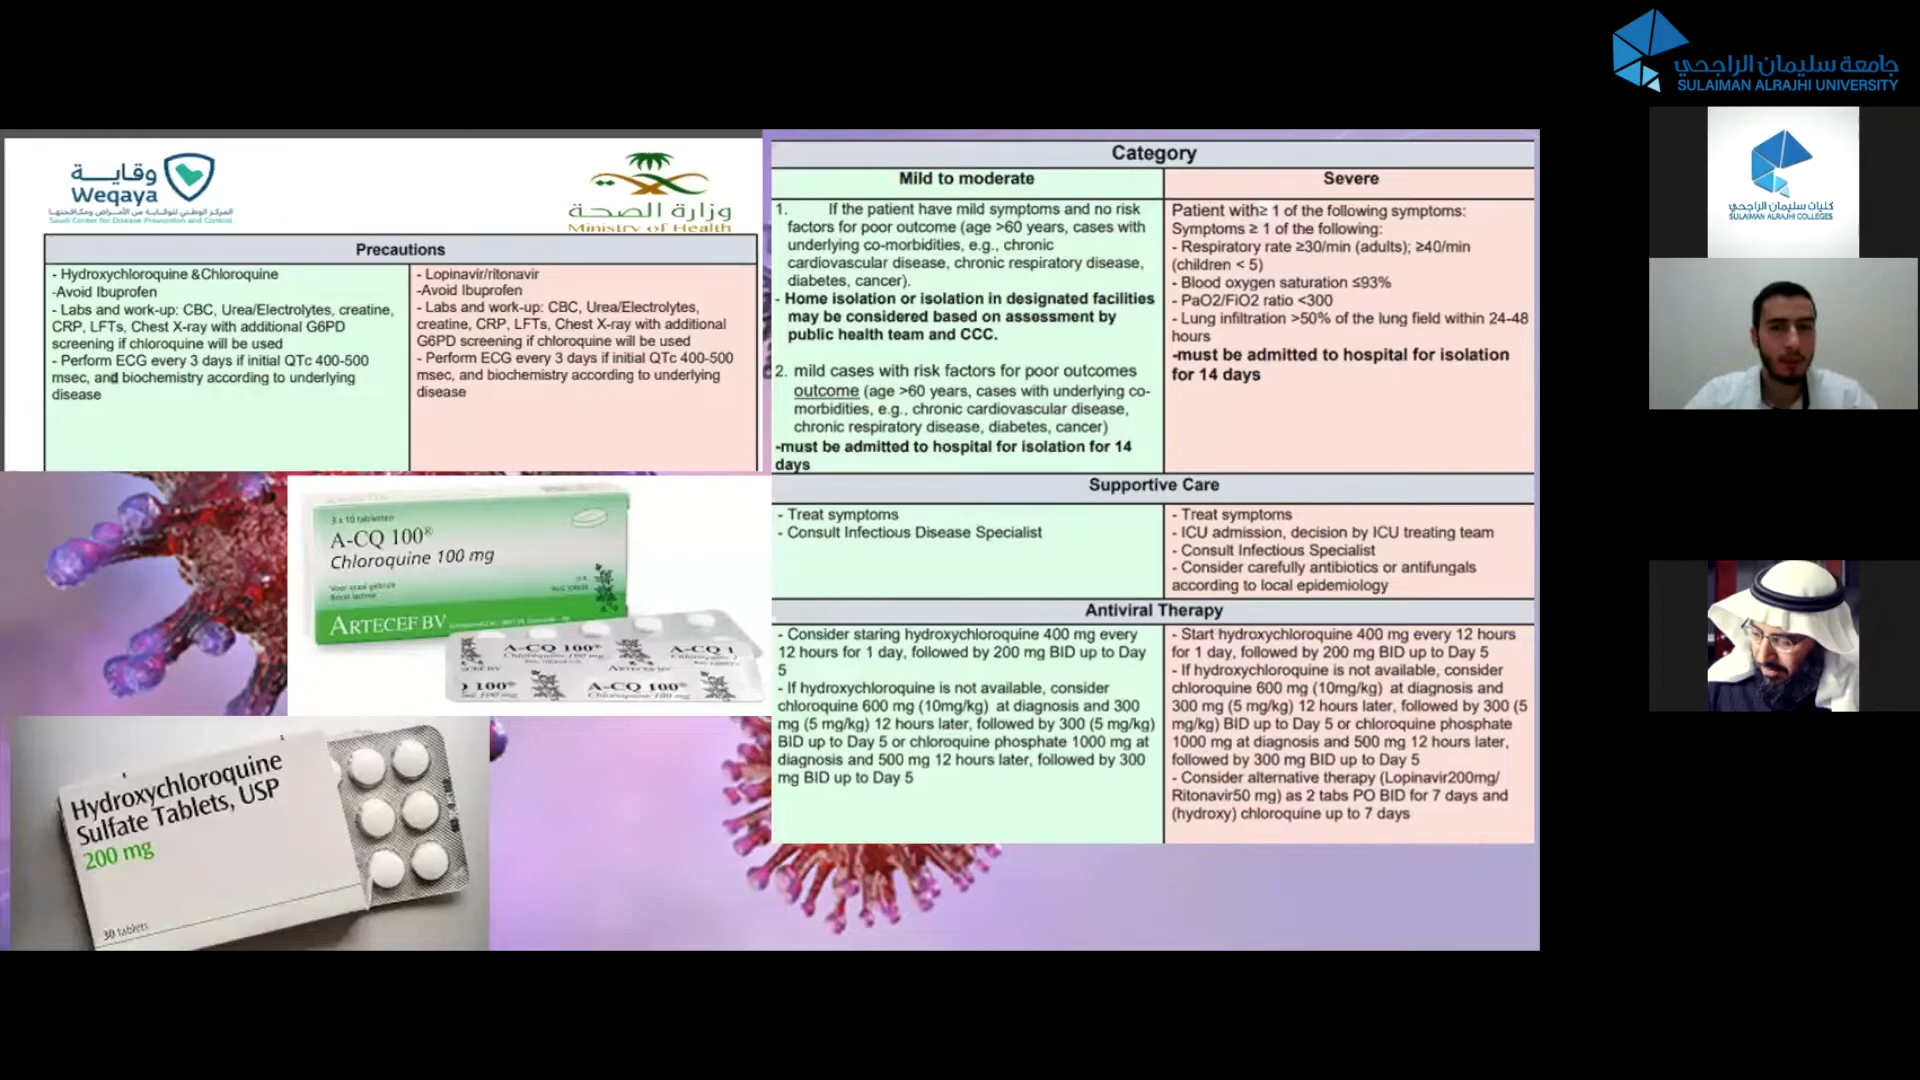 جامعة سليمان الراجحي
SULAIMAN ALRAJHI UNIVERSITY
كليات سليمان الراجحي
SULAIMAN ALRAJHI COLLEGES
وقاية
Weqaya
المركز الوطني للوقاية من الأمراض ومكافحتها
Saudi Center for Disease Prevention and Control
وزارة الصحة
Ministry of Health
Precautions
- Hydroxychloroquine &Chloroquine
-Avoid Ibuprofen
- Labs and work-up: CBC, Urea/Electrolytes, creatine,
CRP, LFTs, Chest X-ray with additional G6PD
screening if chloroquine will be used
- Perform ECG every 3 days if initial QTc 400-500
msec, and biochemistry according to underlying
disease
- Lopinavir/ritonavir
-Avoid Ibuprofen
- Labs and work-up: CBC, Urea/Electrolytes,
creatine, CRP, LFTs, Chest X-ray with additional
G6PD screening if chloroquine will be used
- Perform ECG every 3 days if initial QTc 400-500
msec, and biochemistry according to underlying
disease
Category
Mild to moderate
1. If the patient have mild symptoms and no risk
factors for poor outcome (age >60 years, cases with
underlying co-morbidities, e.g., chronic
cardiovascular disease, chronic respiratory disease,
diabetes, cancer).
- Home isolation or isolation in designated facilities
may be considered based on assessment by
public health team and CCC.
2. mild cases with risk factors for poor outcomes
outcome (age >60 years, cases with underlying co-
morbidities, e.g., chronic cardiovascular disease,
chronic respiratory disease, diabetes, cancer)
-must be admitted to hospital for isolation for 14
days
Severe
Patient with≥ 1 of the following symptoms:
Symptoms ≥ 1 of the following:
- Respiratory rate ≥30/min (adults); ≥40/min
(children < 5)
- Blood oxygen saturation ≤93%
- PaO2/FiO2 ratio <300
- Lung infiltration >50% of the lung field within 24-48
hours
-must be admitted to hospital for isolation
for 14 days
Supportive Care
- Treat symptoms
- Consult Infectious Disease Specialist
- Treat symptoms
- ICU admission, decision by ICU treating team
- Consult Infectious Specialist
- Consider carefully antibiotics or antifungals
according to local epidemiology
Antiviral Therapy
- Consider staring hydroxychloroquine 400 mg every
12 hours for 1 day, followed by 200 mg BID up to Day
5
- If hydroxychloroquine is not available, consider
chloroquine 600 mg (10mg/kg) at diagnosis and 300
mg (5 mg/kg) 12 hours later, followed by 300 (5 mg/kg)
BID up to Day 5 or chloroquine phosphate 1000 mg at
diagnosis and 500 mg 12 hours later, followed by 300
mg BID up to Day 5
- Start hydroxychloroquine 400 mg every 12 hours
for 1 day, followed by 200 mg BID up to Day 5
- If hydroxychloroquine is not available, consider
chloroquine 600 mg (10mg/kg) at diagnosis and
300 mg (5 mg/kg) 12 hours later, followed by 300 (5
mg/kg) BID up to Day 5 or chloroquine phosphate
1000 mg at diagnosis and 500 mg 12 hours later,
followed by 300 mg BID up to Day 5
- Consider alternative therapy (Lopinavir200mg/
Ritonavir50 mg) as 2 tabs PO BID for 7 days and
(hydroxy) chloroquine up to 7 days
3 x 10 tabletten
A-CQ 100®
Chloroquine 100 mg
Voor oraal gebruik
ARTECEF BV
A-CQ 100®
A-CQ 1
100®
A-CQ 100®
Hydroxychloroquine
Sulfate Tablets, USP
200 mg
30 tablets